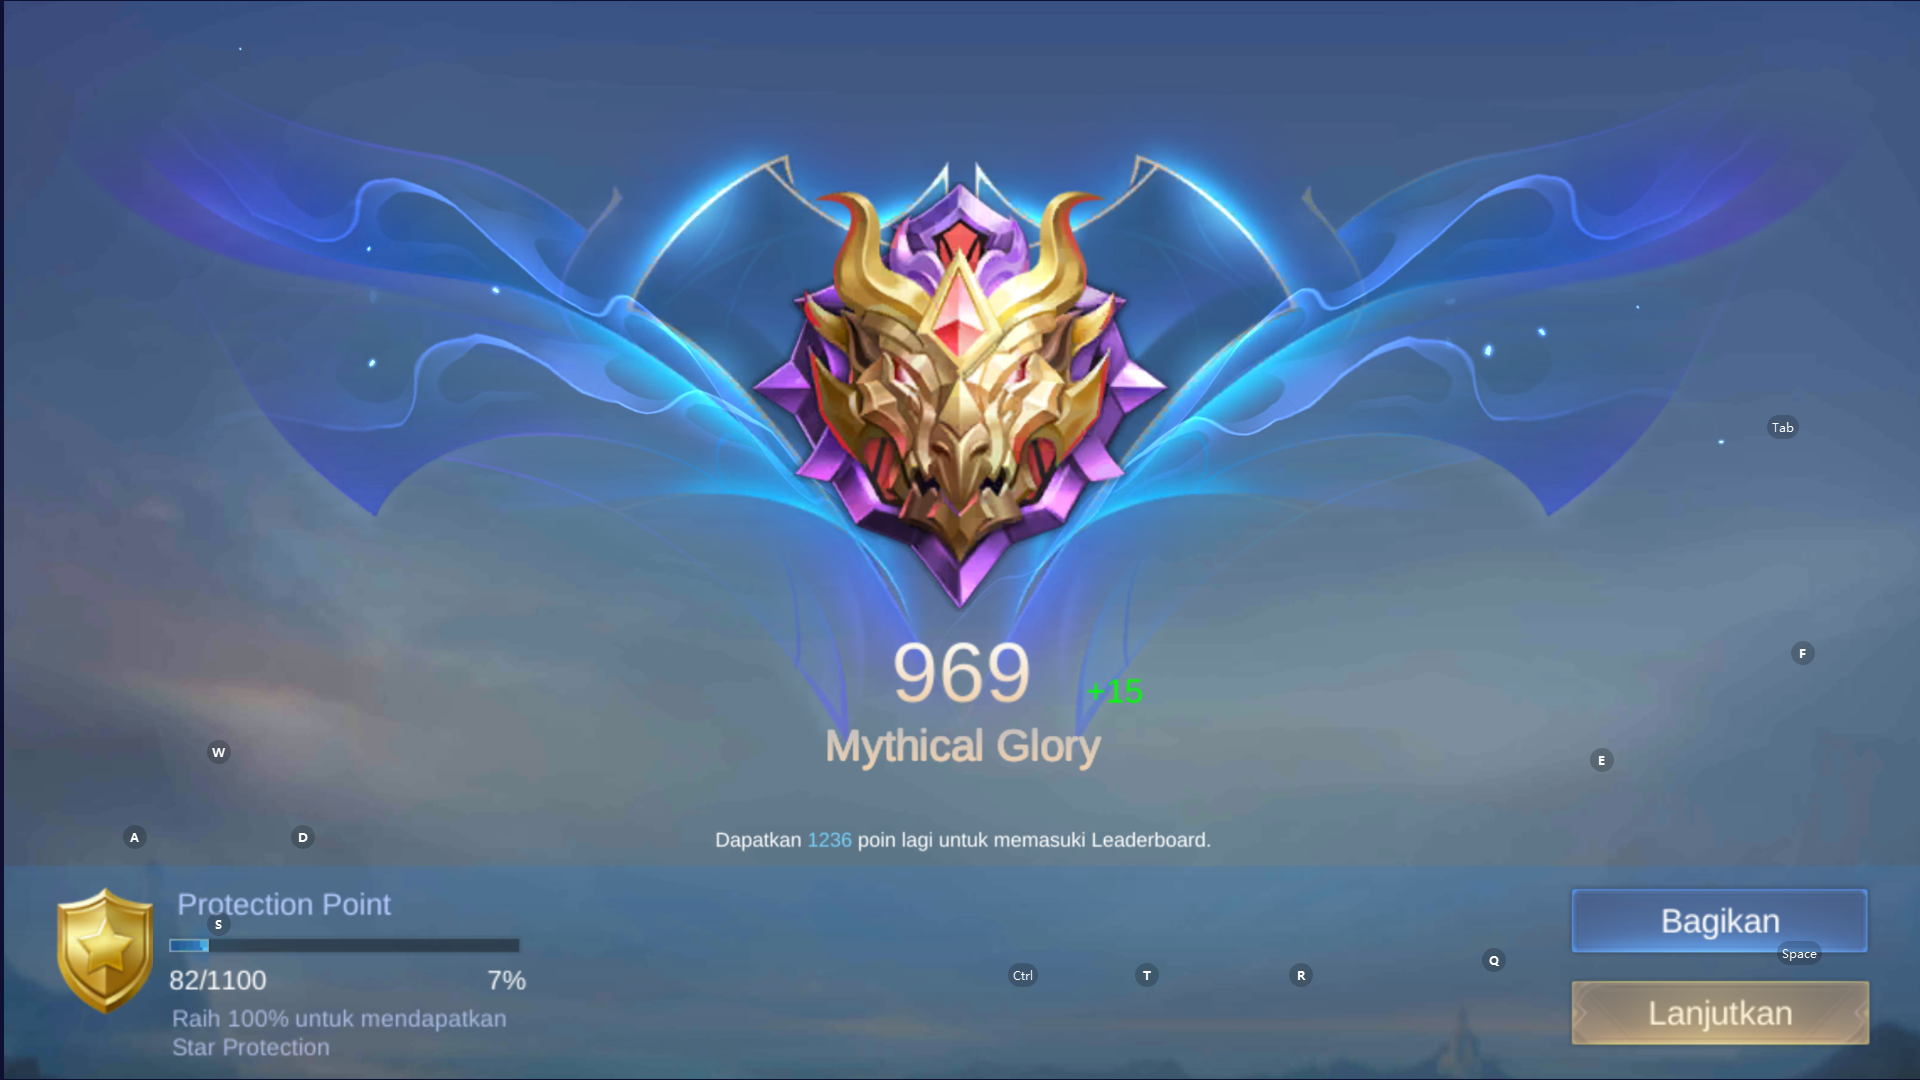 969
+15
Mythical Glory
Dapatkan 1236 poin lagi untuk memasuki Leaderboard.
Tab
F
W
E
A
D
Protection Point
S
82/1100
7%
Raih 100% untuk mendapatkan
Star Protection
Ctrl
T
R
Q
Bagikan
Space
Lanjutkan